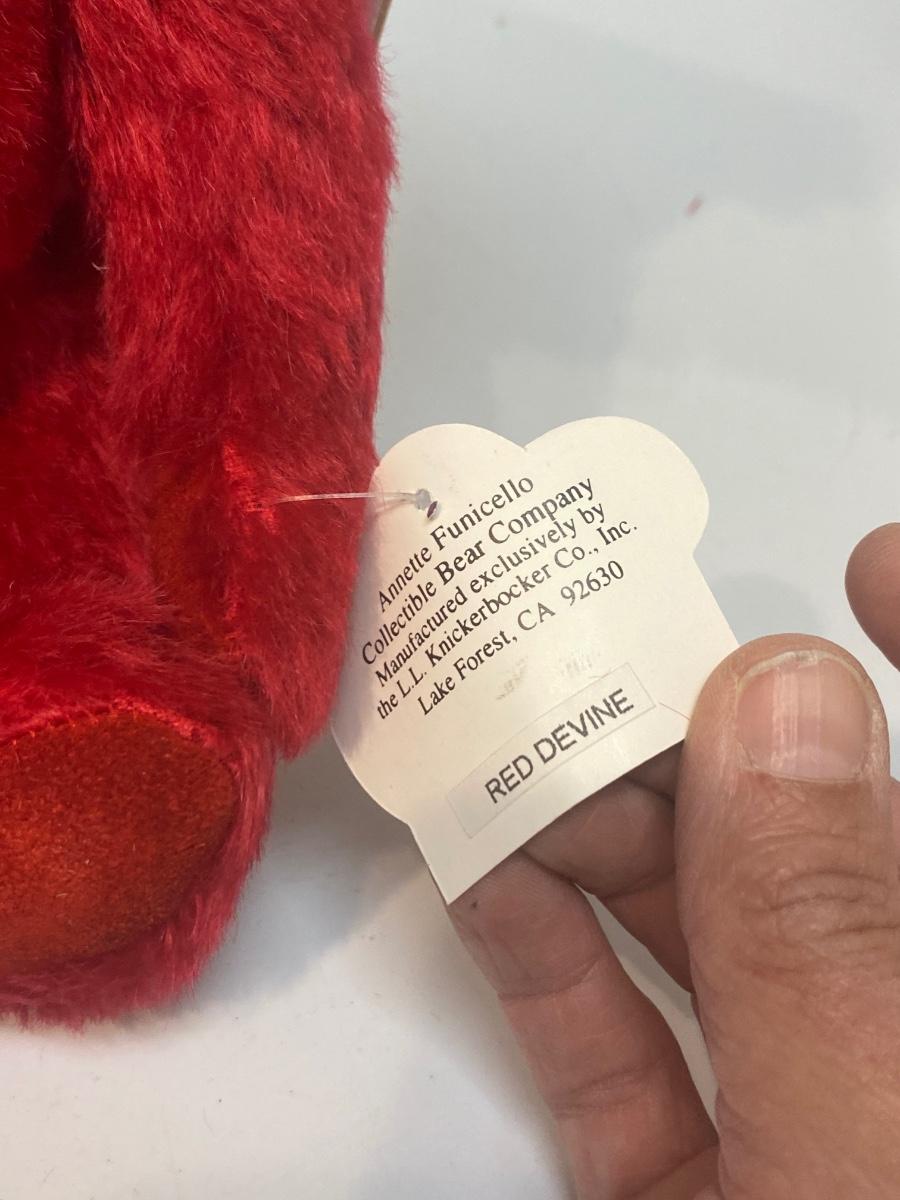 Annette Funicello
Collectible Bear Company
Manufactured exclusively by
the L.L. Knickerbocker Co., Inc.
Lake Forest, CA 92630
RED DEVINE